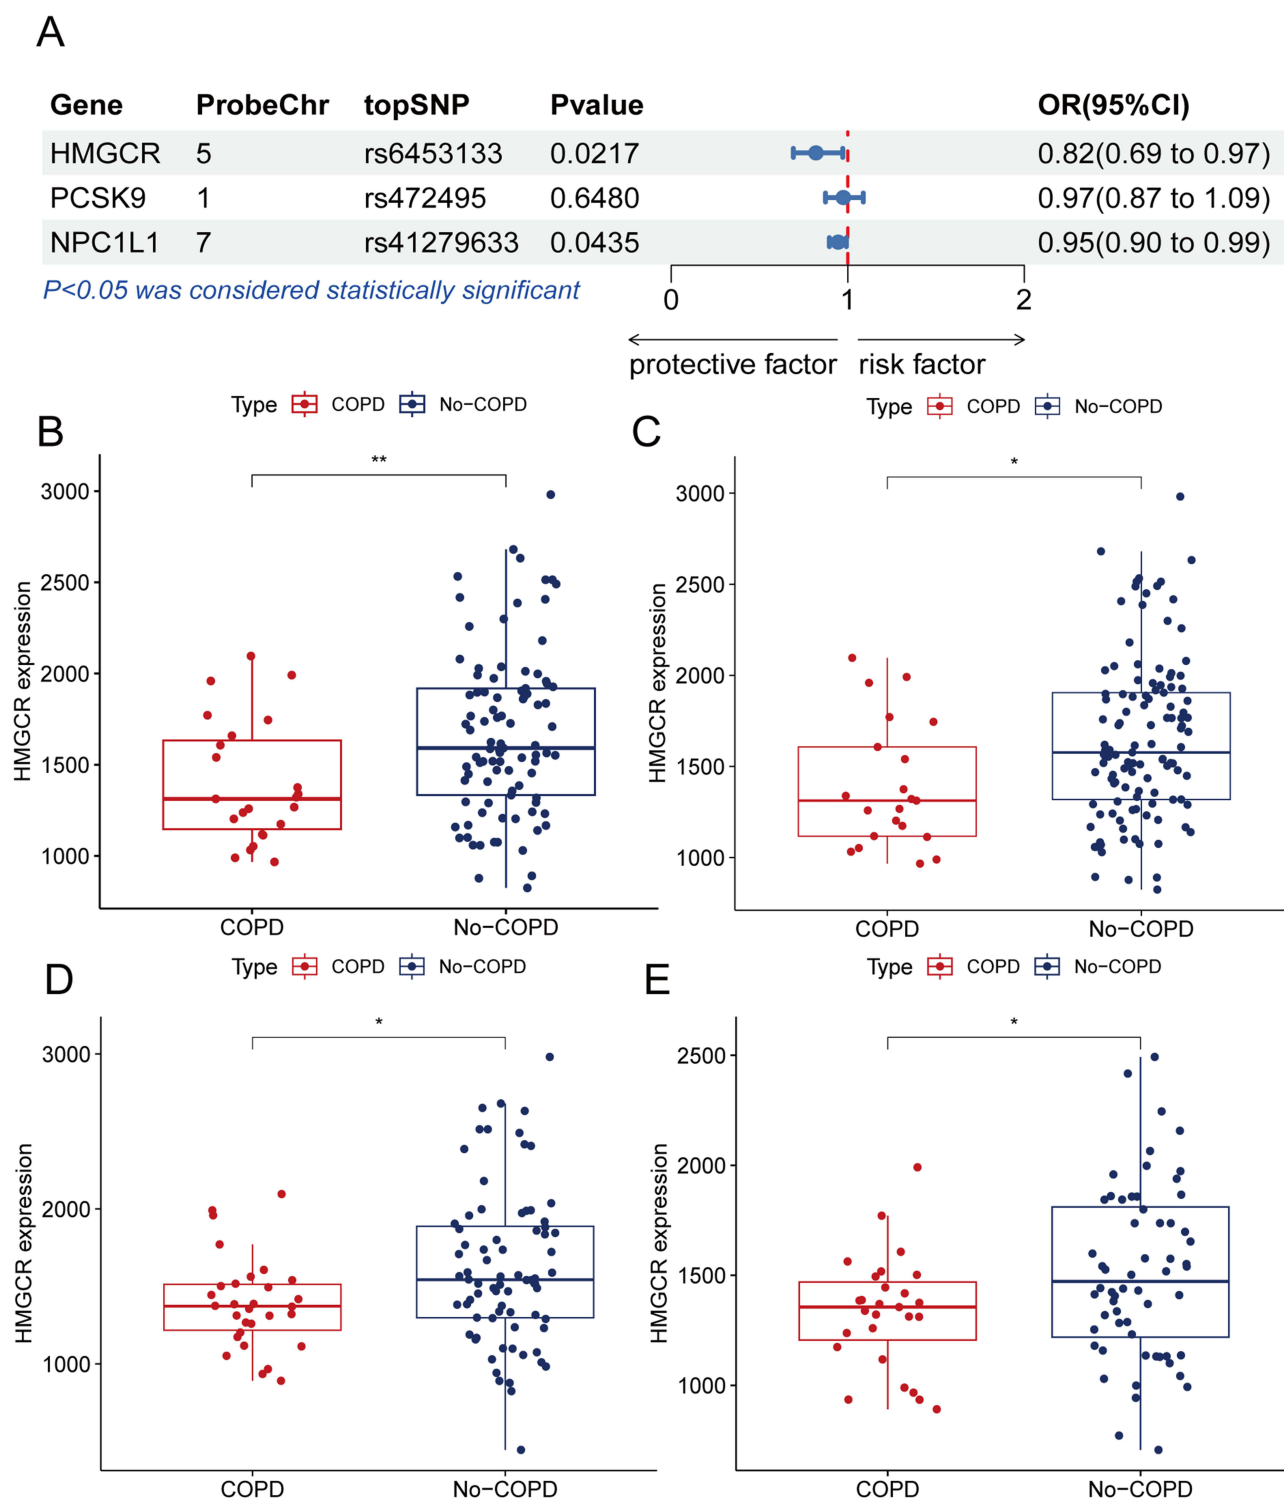 A
Gene ProbeChr topSNP Pvalue OR(95%CI)
HMGCR 5 rs6453133 0.0217 0.82(0.69 to 0.97)
PCSK9 1 rs472495 0.6480 0.97(0.87 to 1.09)
NPC1L1 7 rs41279633 0.0435 0.95(0.90 to 0.99)
P<0.05 was considered statistically significant
0 1 2
protective factor risk factor
B
Type COPD No−COPD
**
HMGCR expression
3000
2500
2000
1500
1000
COPD No−COPD
C
Type COPD No−COPD
*
HMGCR expression
3000
2500
2000
1500
1000
COPD No−COPD
D
Type COPD No−COPD
*
HMGCR expression
3000
2000
1000
COPD No−COPD
E
Type COPD No−COPD
*
HMGCR expression
2500
2000
1500
1000
COPD No−COPD